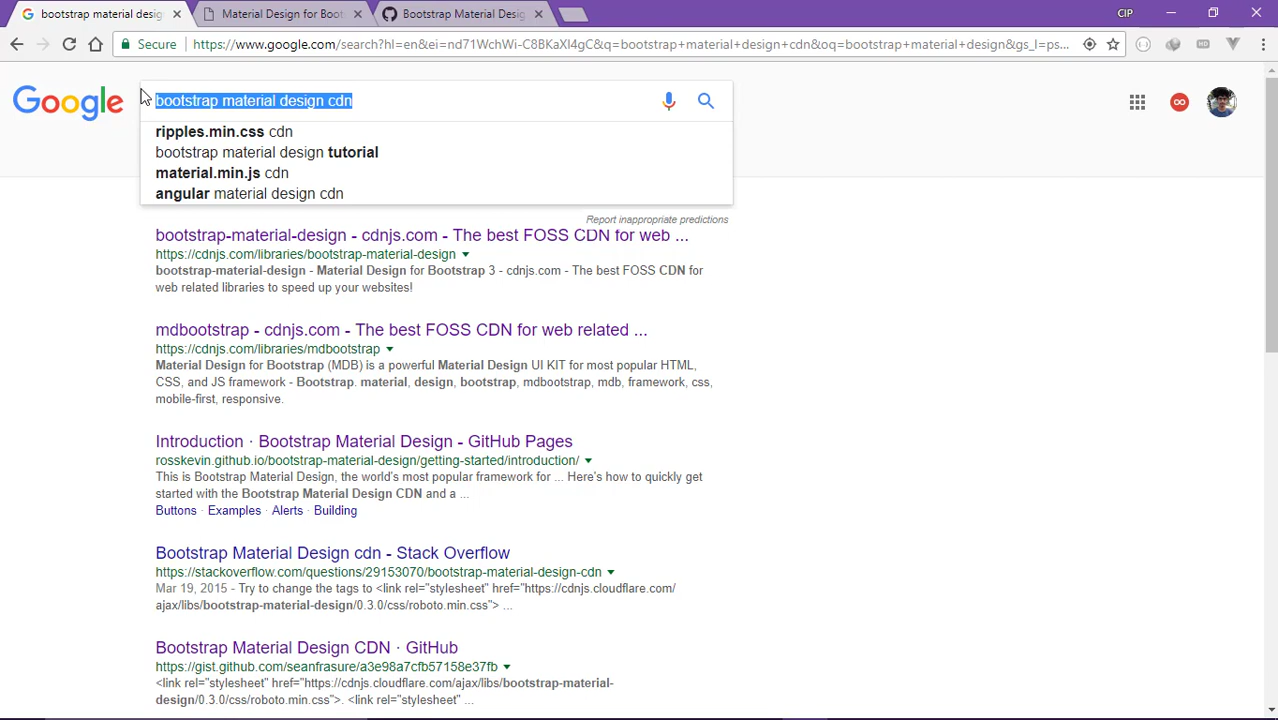 bootstrap material desig
Material Design for Boots
Bootstrap Material Desig
CIP
Secure
https://www.google.com/search?hl=en&ei=nd71WchWi-C8BKaXl4gC&q=bootstrap+material+design+cdn&oq=bootstrap+material+design&gs_l=ps...
Google
bootstrap material design cdn
ripples.min.css cdn
bootstrap material design tutorial
material.min.js cdn
angular material design cdn
Report inappropriate predictions
bootstrap-material-design - cdnjs.com - The best FOSS CDN for web ...
https://cdnjs.com/libraries/bootstrap-material-design
bootstrap-material-design - Material Design for Bootstrap 3 - cdnjs.com - The best FOSS CDN for
web related libraries to speed up your websites!
mdbootstrap - cdnjs.com - The best FOSS CDN for web related ...
https://cdnjs.com/libraries/mdbootstrap
Material Design for Bootstrap (MDB) is a powerful Material Design UI KIT for most popular HTML,
CSS, and JS framework - Bootstrap. material, design, bootstrap, mdbootstrap, mdb, framework, css,
mobile-first, responsive.
Introduction · Bootstrap Material Design - GitHub Pages
rosskevin.github.io/bootstrap-material-design/getting-started/introduction/
This is Bootstrap Material Design, the world's most popular framework for ... Here's how to quickly get
started with the Bootstrap Material Design CDN and a ...
Buttons · Examples · Alerts · Building
Bootstrap Material Design cdn - Stack Overflow
https://stackoverflow.com/questions/29153070/bootstrap-material-design-cdn
Mar 19, 2015 - Try to change the tags to <link rel="stylesheet" href="https://cdnjs.cloudflare.com/
ajax/libs/bootstrap-material-design/0.3.0/css/roboto.min.css"> ...
Bootstrap Material Design CDN · GitHub
https://gist.github.com/seanfrasure/a3e98a7cfb57158e37fb
<link rel="stylesheet" href="https://cdnjs.cloudflare.com/ajax/libs/bootstrap-material-
design/0.3.0/css/roboto.min.css">. <link rel="stylesheet" ...